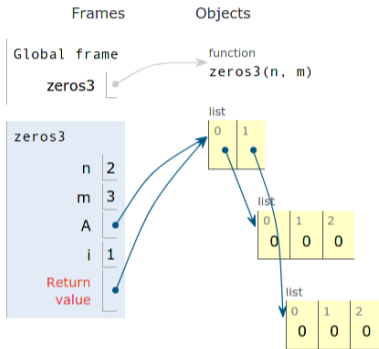 Frames Objects
Global frame
zeros3
function
zeros3(n, m)
zeros3
n 2
m 3
A
i 1
Return
value
list
0 1
list
0 1 2
0 0 0
list
0 1 2
0 0 0